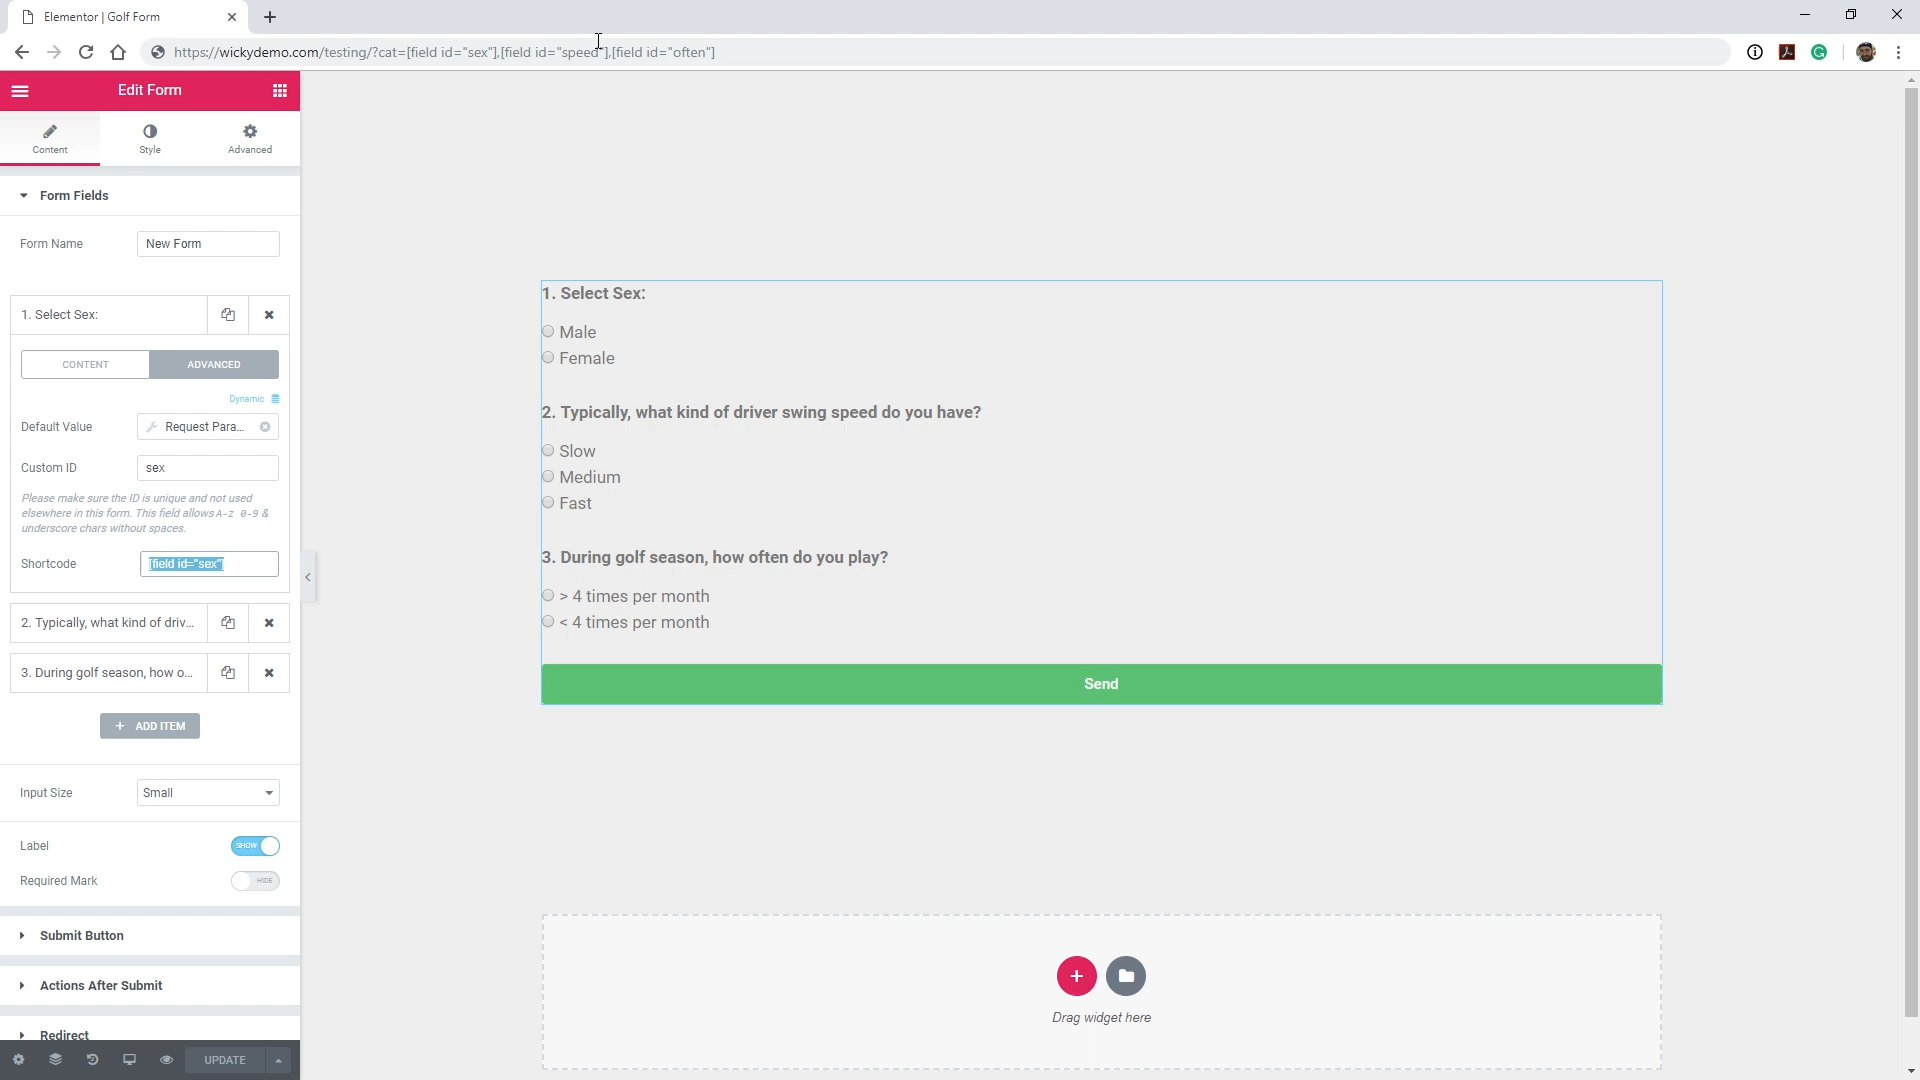 Elementor | Golf Form
https://wickydemo.com/testing/?cat=[field id="sex"],[field id="speed"],[field id="often"]
Edit Form
Content
Style
Advanced
Form Fields
Form Name
New Form
1. Select Sex:
CONTENT
ADVANCED
Dynamic
Default Value
Request Para...
Custom ID
sex
Please make sure the ID is unique and not used
elsewhere in this form. This field allows A-z 0-9 &
underscore chars without spaces.
Shortcode
[field id="sex"]
2. Typically, what kind of driv...
3. During golf season, how o...
+ ADD ITEM
Input Size
Small
Label
SHOW
Required Mark
HIDE
Submit Button
Actions After Submit
Redirect
UPDATE
1. Select Sex:
Male
Female
2. Typically, what kind of driver swing speed do you have?
Slow
Medium
Fast
3. During golf season, how often do you play?
> 4 times per month
< 4 times per month
Send
Drag widget here